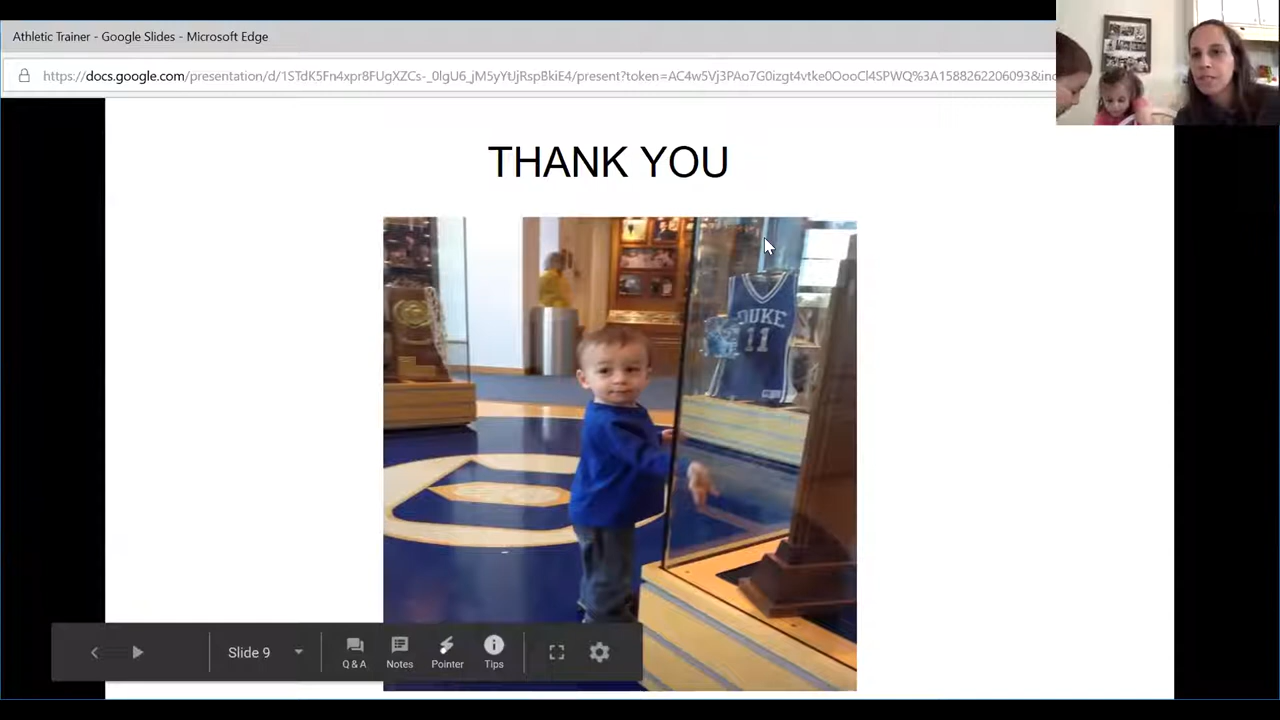 Athletic Trainer - Google Slides - Microsoft Edge
https://docs.google.com/presentation/d/1STdK5Fn4xpr8FUgXZCs-_0lgU6_jM5yYtJRspBkiE4/present?token=AC4w5Vj3PAo7G0izgt4vtke0OooCl4SPWQ%3A1588262206093&inc
THANK YOU
DUKE
11
Slide 9
Q & A
Notes
Pointer
Tips